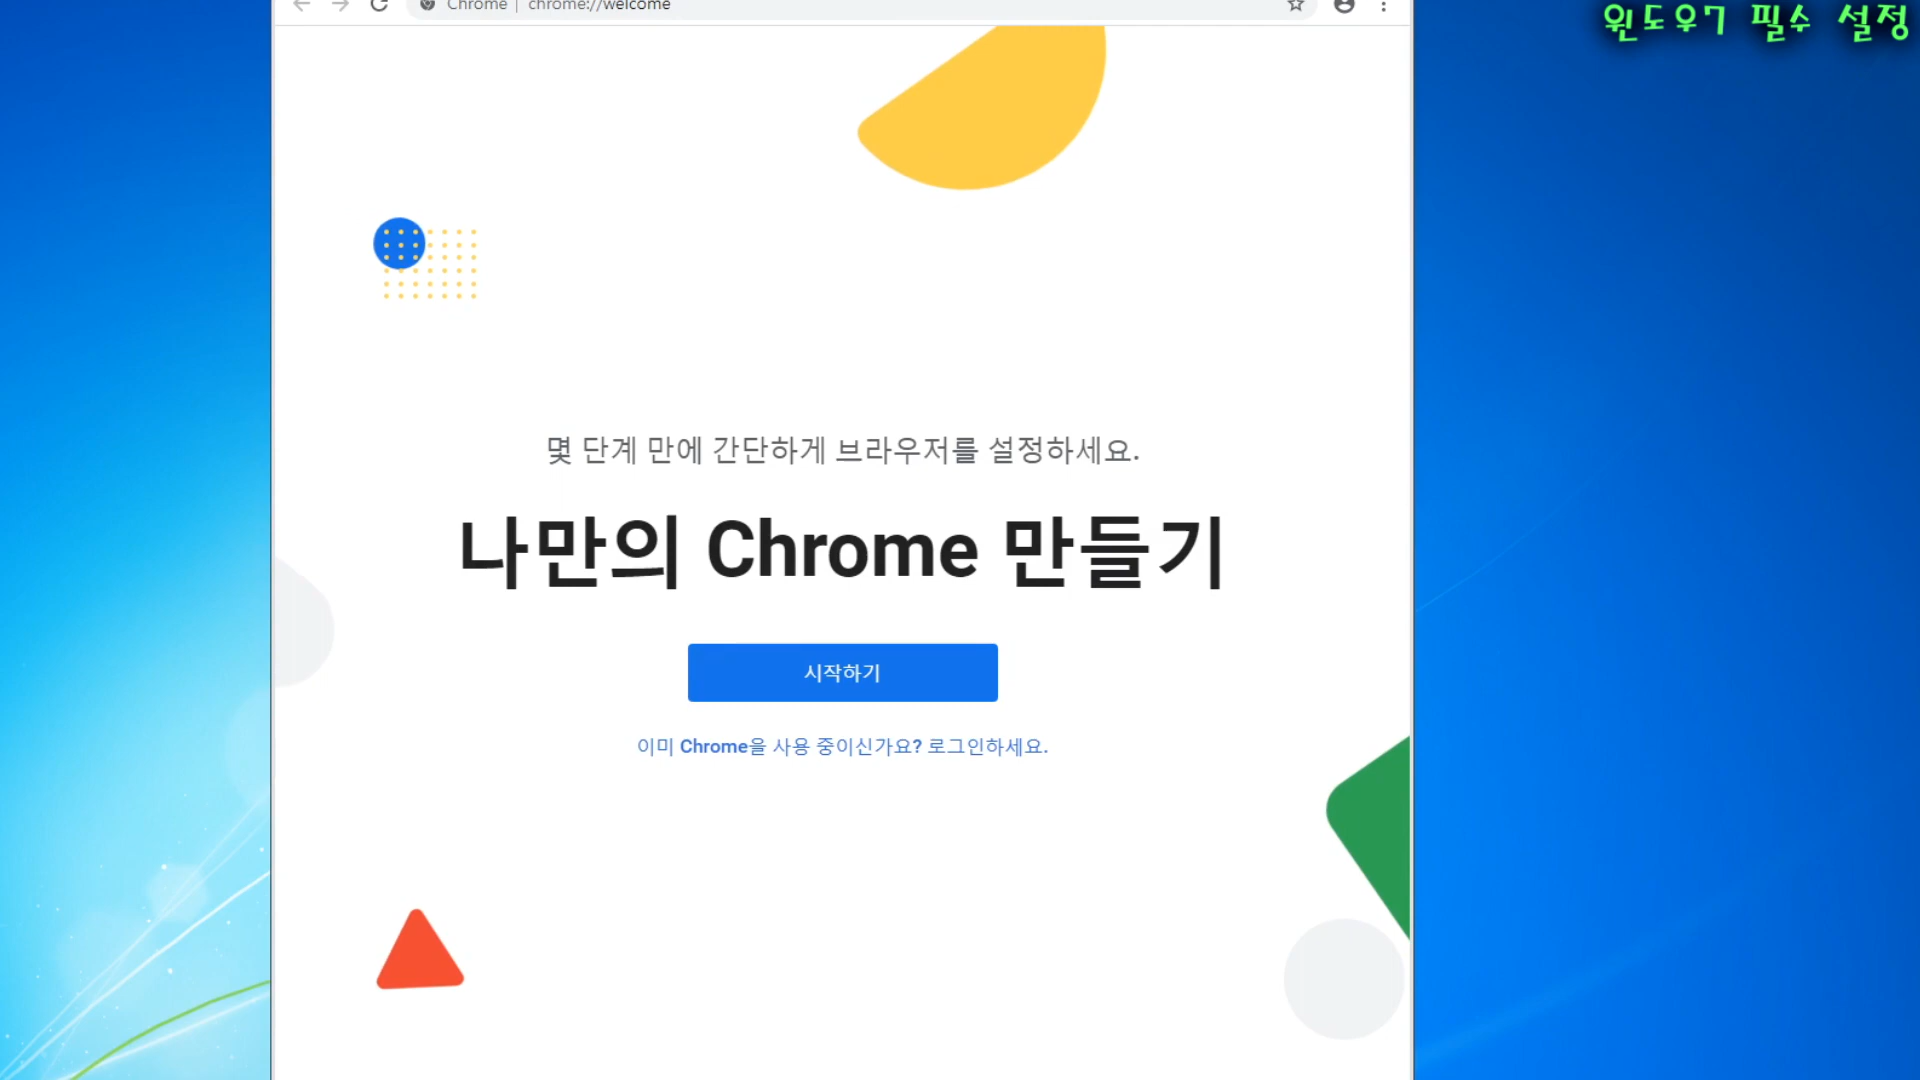 Chrome | chrome://welcome
윈도우7 필수 설정
몇 단계 만에 간단하게 브라우저를 설정하세요.
나만의 Chrome 만들기
시작하기
이미 Chrome을 사용 중이신가요? 로그인하세요.